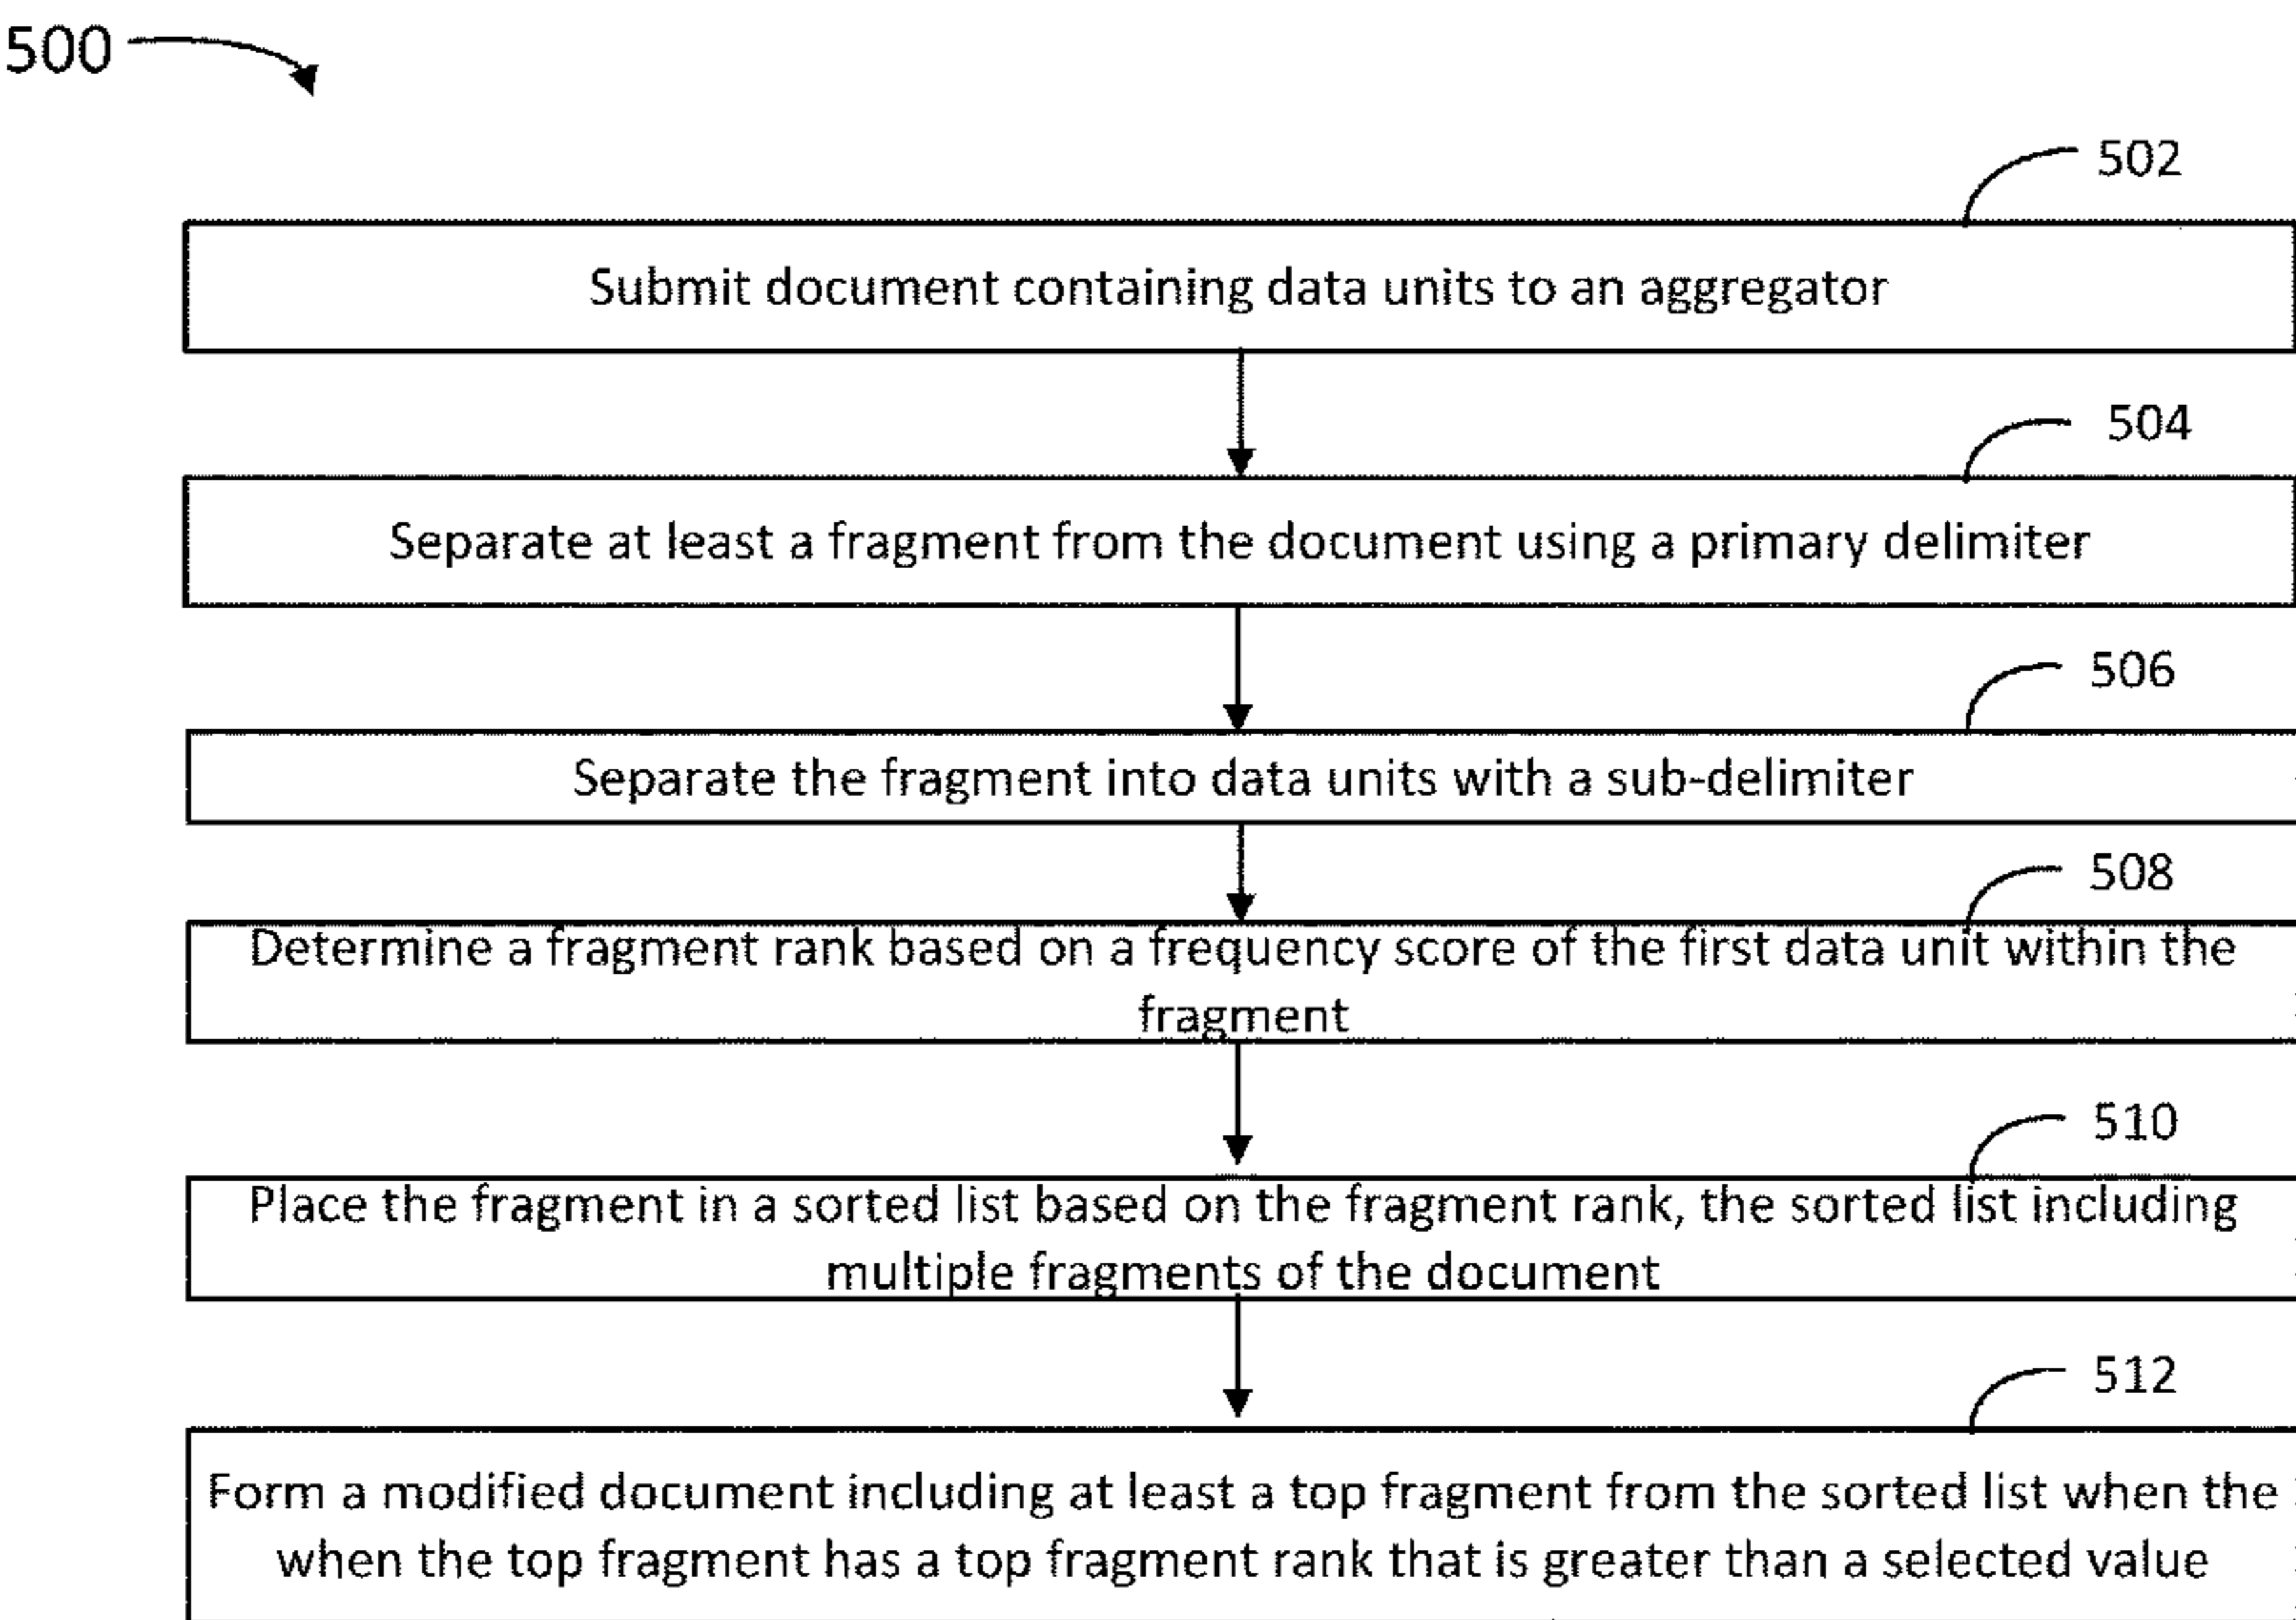 500
502
Submit document containing data units to an aggregator
504
Separate at least a fragment from the document using a primary delimiter
506
Separate the fragment into data units with a sub-delimiter
508
Determine a fragment rank based on a frequency score of the first data unit within the
fragment
510
Place the fragment in a sorted list based on the fragment rank, the sorted list including
multiple fragments of the document
512
Form a modified document including at least a top fragment from the sorted list when the
when the top fragment has a top fragment rank that is greater than a selected value